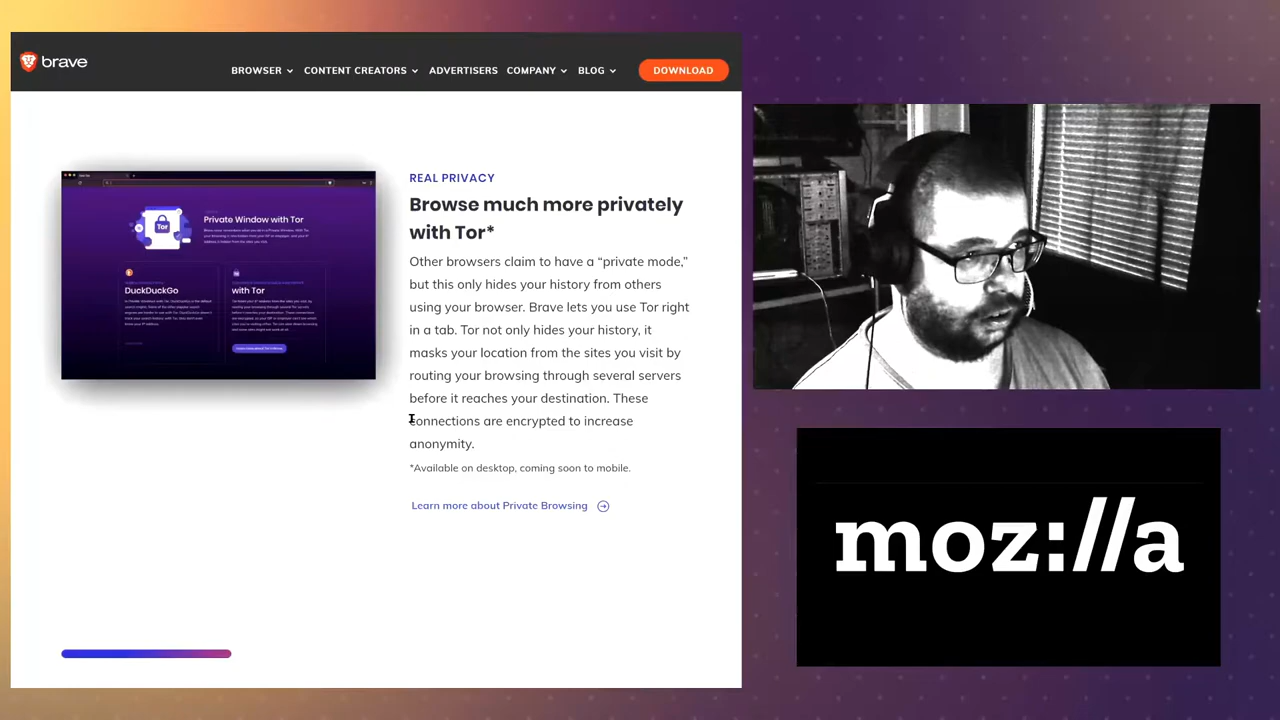 brave
BROWSER CONTENT CREATORS ADVERTISERS COMPANY BLOG DOWNLOAD
Private Window with Tor
Tor
DuckDuckGo
with Tor
REAL PRIVACY
Browse much more privately
with Tor*
Other browsers claim to have a “private mode,”
but this only hides your history from others
using your browser. Brave lets you use Tor right
in a tab. Tor not only hides your history, it
masks your location from the sites you visit by
routing your browsing through several servers
before it reaches your destination. These
connections are encrypted to increase
anonymity.
*Available on desktop, coming soon to mobile.
Learn more about Private Browsing
moz://a